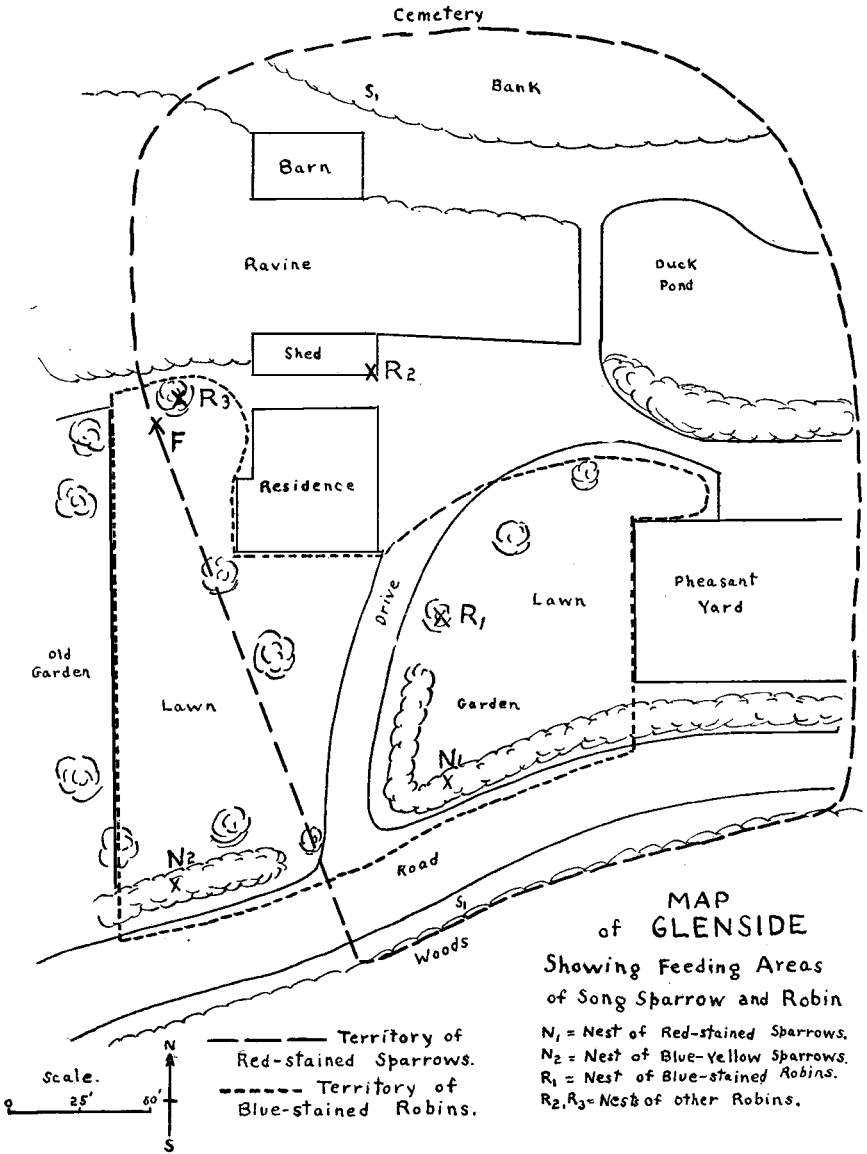 Cemetery
Bank
S1
Barn
Ravine
Duck
Pond
Shed
R2
R3
F
Residence
Drive
Lawn
Pheasant
Yard
R1
Old
Garden
Lawn
Garden
N1
N2
Road
S1
Woods
MAP
of GLENSIDE
Showing Feeding Areas
of Song Sparrow and Robin
N1 = Nest of Red-stained Sparrows.
N2 = Nest of Blue-Yellow Sparrows.
R1 = Nest of Blue-stained Robins.
R2, R3 = Nests of other Robins.
Territory of
Red-stained Sparrows.
Territory of
Blue-stained Robins.
N
S
Scale.
0 25' 50'